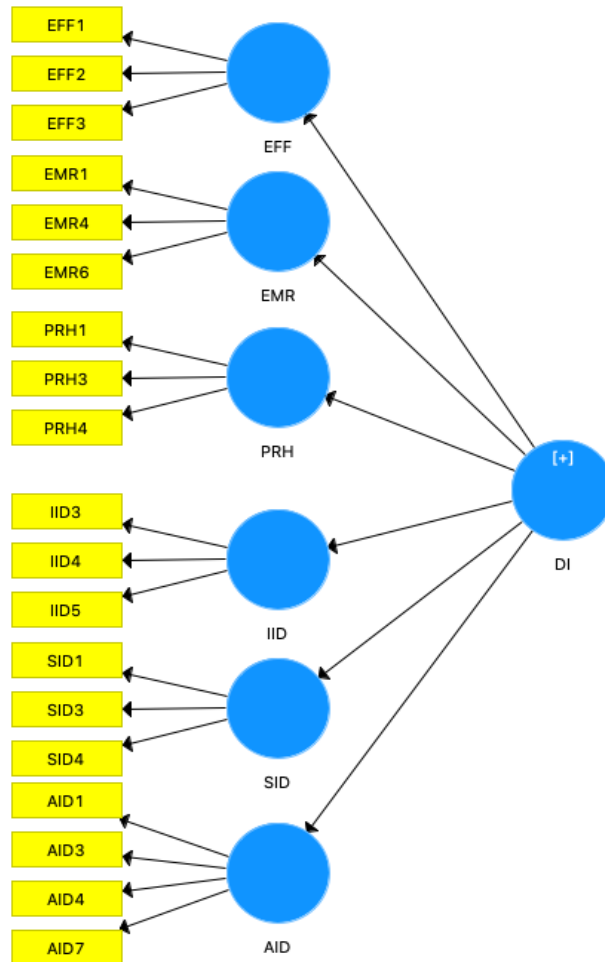 EFF1
EFF2
EFF3
EFF
EMR1
EMR4
EMR6
EMR
PRH1
PRH3
PRH4
PRH
[+]
DI
IID3
IID4
IID5
IID
SID1
SID3
SID4
SID
AID1
AID3
AID4
AID7
AID